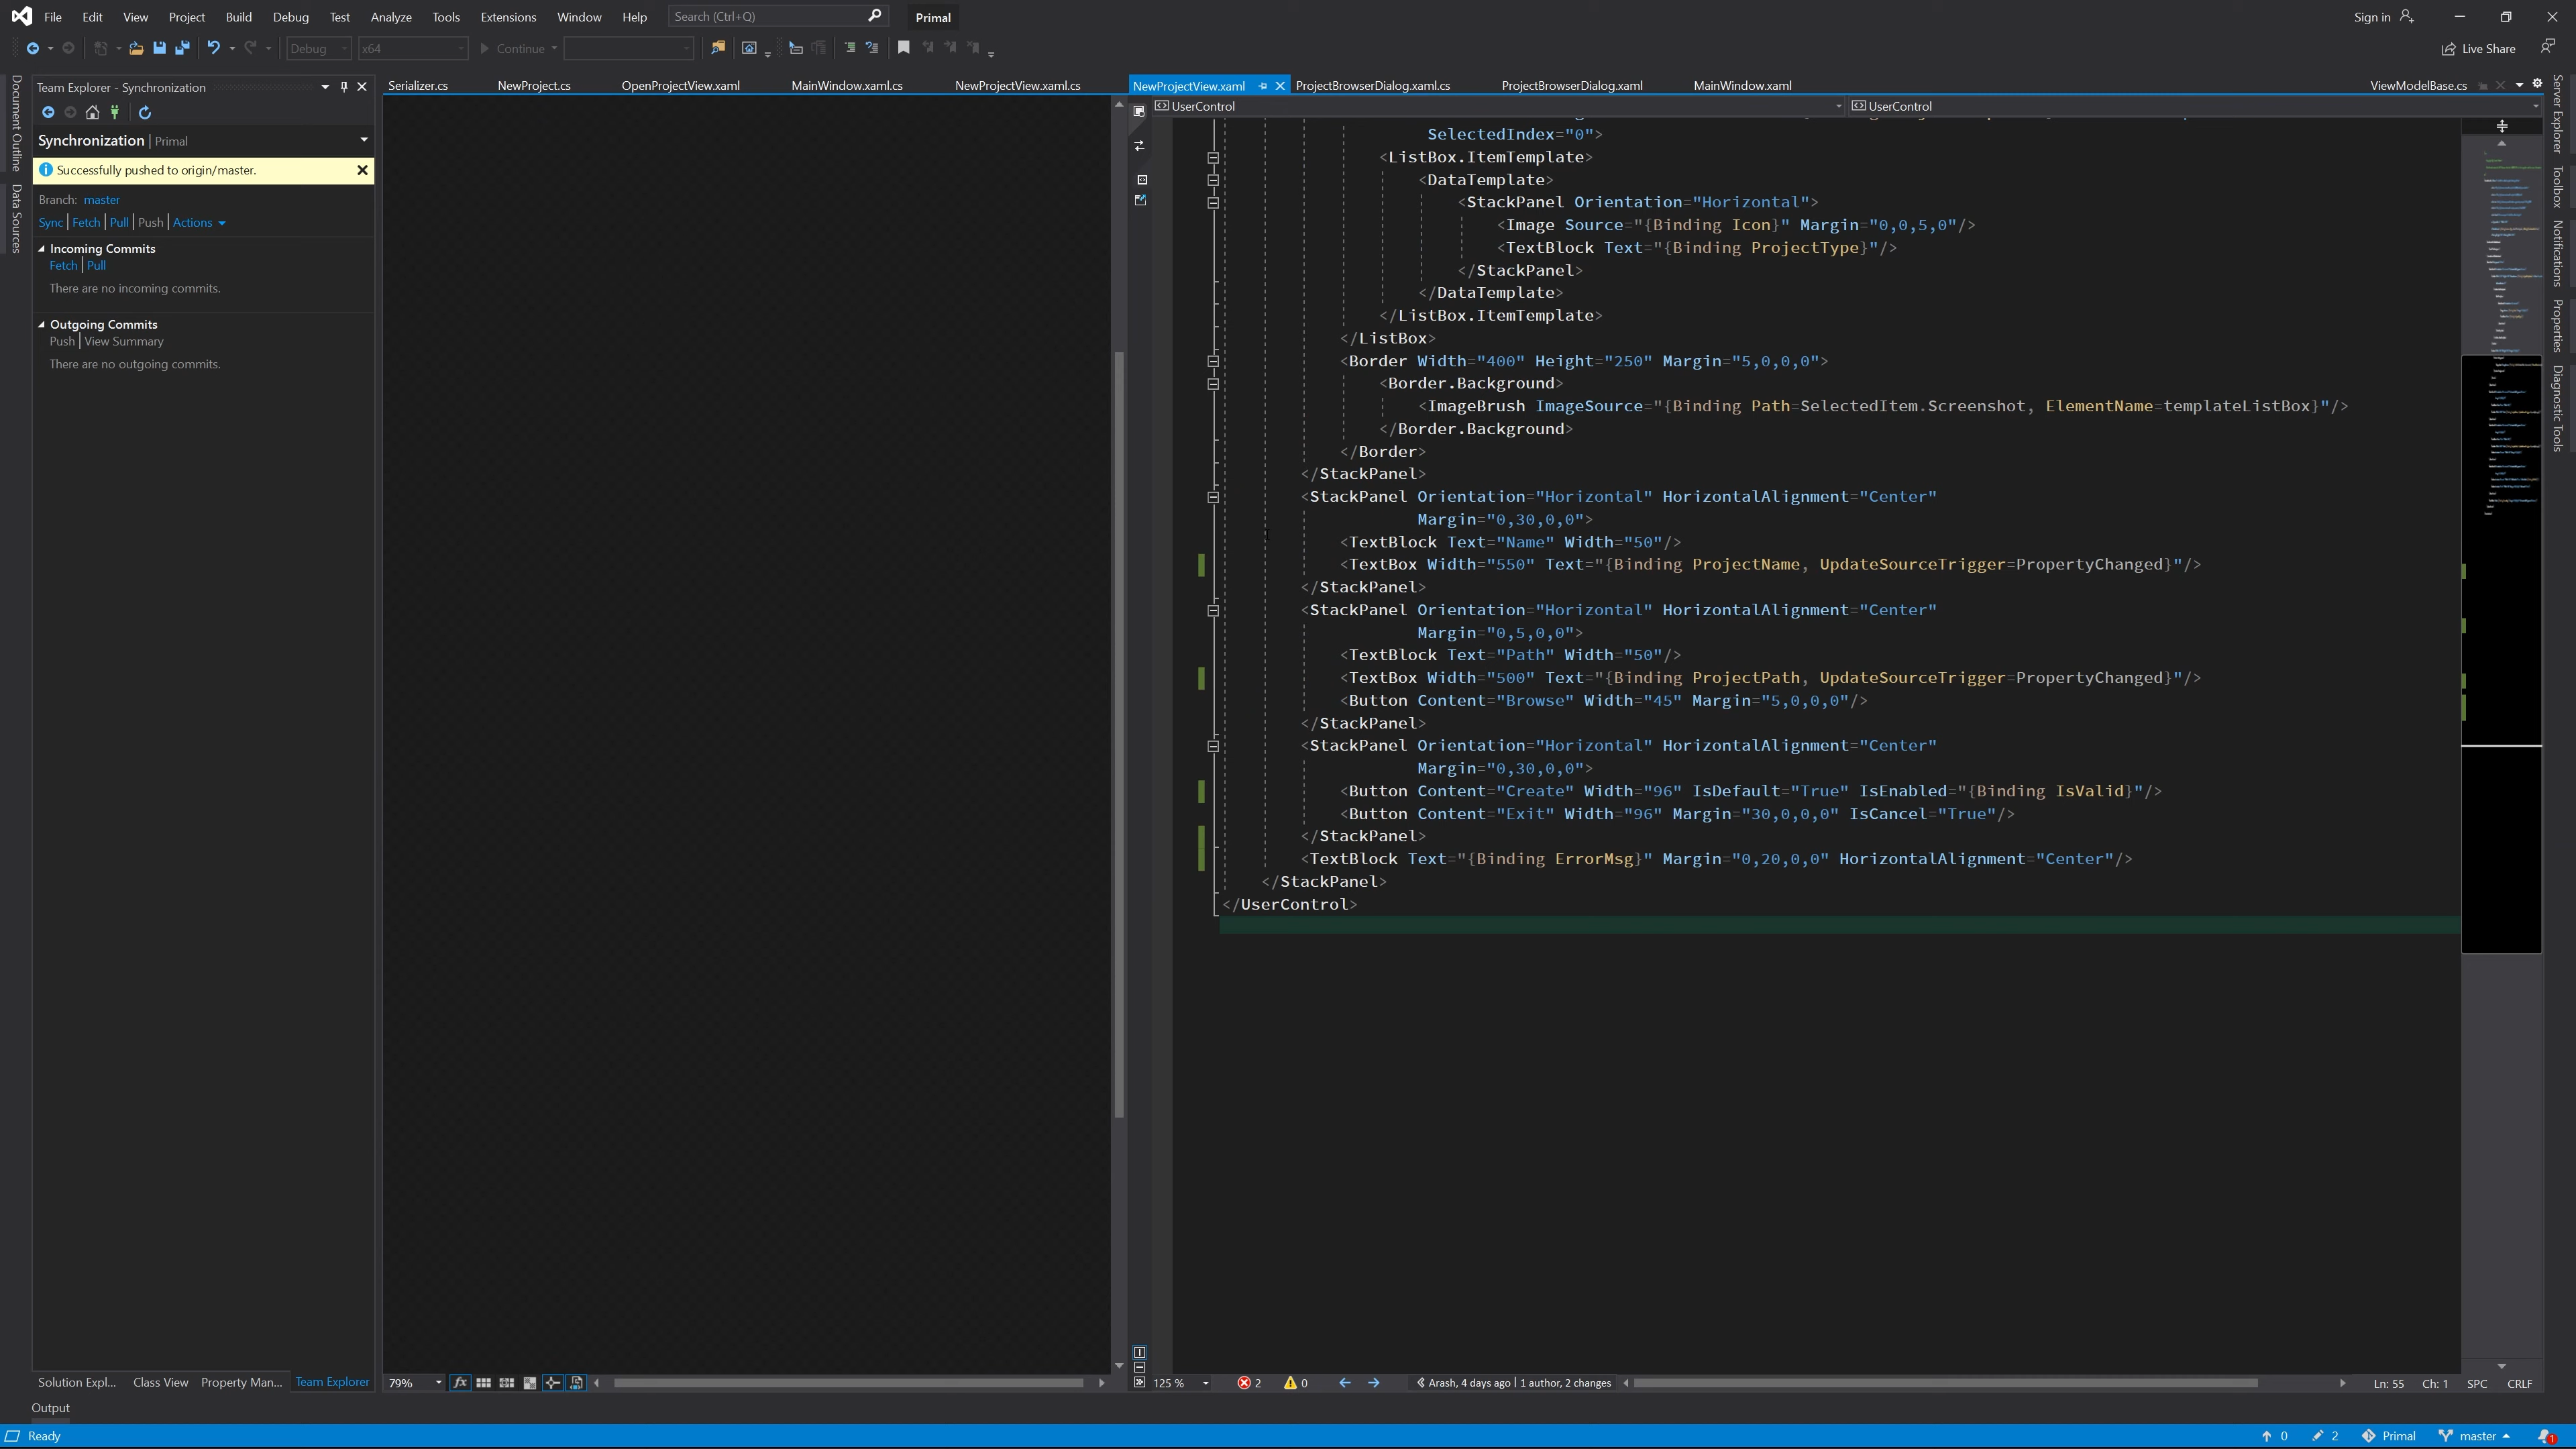 File Edit View Project Build Debug Test Analyze Tools Extensions Window Help Search (Ctrl+Q) Primal Sign in
Debug x64 Continue Live Share
Document Outline
Data Sources
Team Explorer - Synchronization
Synchronization | Primal
Successfully pushed to origin/master.
Branch: master
Sync | Fetch | Pull | Push | Actions
Incoming Commits
Fetch | Pull
There are no incoming commits.
Outgoing Commits
Push | View Summary
There are no outgoing commits.
Solution Expl... Class View Property Man... Team Explorer
Serializer.cs NewProject.cs OpenProjectView.xaml MainWindow.xaml.cs NewProjectView.xaml.cs NewProjectView.xaml ProjectBrowserDialog.xaml.cs ProjectBrowserDialog.xaml MainWindow.xaml ViewModelBase.cs
UserControl UserControl
SelectedIndex="0">
<ListBox.ItemTemplate>
<DataTemplate>
<StackPanel Orientation="Horizontal">
<Image Source="{Binding Icon}" Margin="0,0,5,0"/>
<TextBlock Text="{Binding ProjectType}"/>
</StackPanel>
</DataTemplate>
</ListBox.ItemTemplate>
</ListBox>
<Border Width="400" Height="250" Margin="5,0,0,0">
<Border.Background>
<ImageBrush ImageSource="{Binding Path=SelectedItem.Screenshot, ElementName=templateListBox}"/>
</Border.Background>
</Border>
</StackPanel>
<StackPanel Orientation="Horizontal" HorizontalAlignment="Center"
Margin="0,30,0,0">
<TextBlock Text="Name" Width="50"/>
<TextBox Width="550" Text="{Binding ProjectName, UpdateSourceTrigger=PropertyChanged}"/>
</StackPanel>
<StackPanel Orientation="Horizontal" HorizontalAlignment="Center"
Margin="0,5,0,0">
<TextBlock Text="Path" Width="50"/>
<TextBox Width="500" Text="{Binding ProjectPath, UpdateSourceTrigger=PropertyChanged}"/>
<Button Content="Browse" Width="45" Margin="5,0,0,0"/>
</StackPanel>
<StackPanel Orientation="Horizontal" HorizontalAlignment="Center"
Margin="0,30,0,0">
<Button Content="Create" Width="96" IsDefault="True" IsEnabled="{Binding IsValid}"/>
<Button Content="Exit" Width="96" Margin="30,0,0,0" IsCancel="True"/>
</StackPanel>
<TextBlock Text="{Binding ErrorMsg}" Margin="0,20,0,0" HorizontalAlignment="Center"/>
</StackPanel>
</UserControl>
Server Explorer
Toolbox
Notifications
Properties
Diagnostic Tools
79% fx 125 % 2 0 Arash, 4 days ago | 1 author, 2 changes Ln: 55 Ch: 1 SPC CRLF
Output
Ready 0 2 Primal master 1